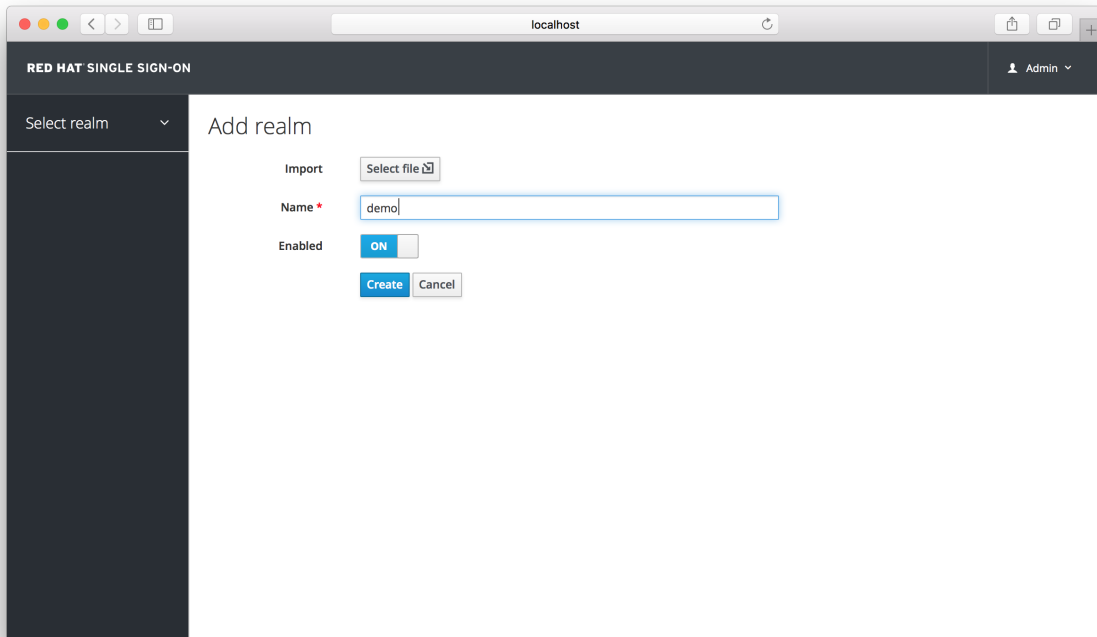 localhost
RED HAT SINGLE SIGN-ON
Admin
Select realm
Add realm
Import Select file
Name * demo
Enabled ON
Create Cancel